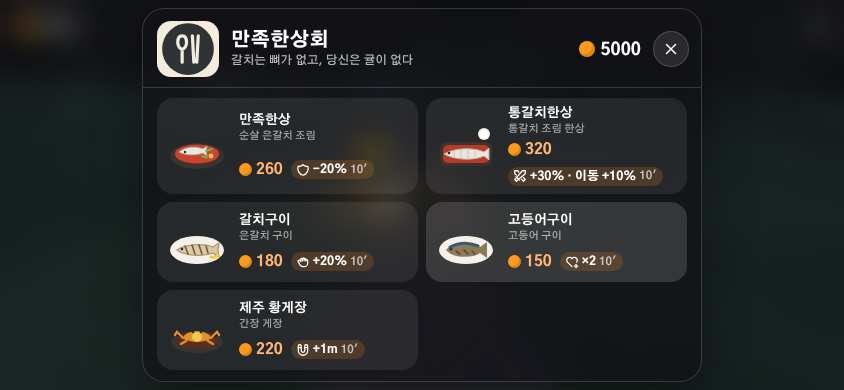 만족한상회
갈치는 뼈가 없고, 당신은 귤이 없다
5000
만족한상
순살 은갈치 조림
260 -20% 10′
통갈치한상
통갈치 조림 한상
320
+30% · 이동 +10% 10′
갈치구이
은갈치 구이
180 +20% 10′
고등어구이
고등어 구이
150 ×2 10′
제주 황게장
간장 게장
220 +1m 10′